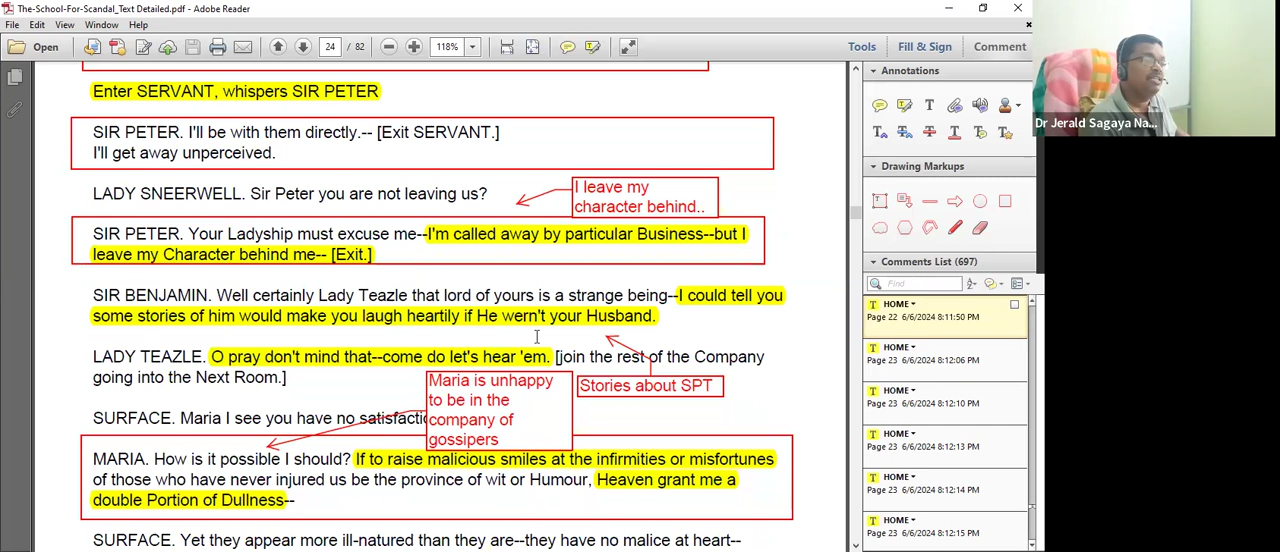 The-School-For-Scandal_Text Detailed.pdf - Adobe Reader
File Edit View Window Help
Open
24 / 82
118%
Tools Fill & Sign Comment
Enter SERVANT, whispers SIR PETER
SIR PETER. I'll be with them directly.-- [Exit SERVANT.]
I'll get away unperceived.
LADY SNEERWELL. Sir Peter you are not leaving us?
I leave my
character behind..
SIR PETER. Your Ladyship must excuse me--I'm called away by particular Business--but I
leave my Character behind me-- [Exit.]
SIR BENJAMIN. Well certainly Lady Teazle that lord of yours is a strange being--I could tell you
some stories of him would make you laugh heartily if He wern't your Husband.
LADY TEAZLE. O pray don't mind that--come do let's hear 'em. [join the rest of the Company
going into the Next Room.]
Stories about SPT
Maria is unhappy
to be in the
company of
gossipers
SURFACE. Maria I see you have no satisfactio
MARIA. How is it possible I should? If to raise malicious smiles at the infirmities or misfortunes
of those who have never injured us be the province of wit or Humour, Heaven grant me a
double Portion of Dullness--
SURFACE. Yet they appear more ill-natured than they are--they have no malice at heart--
Annotations
T
Drawing Markups
Comments List (697)
Find
HOME
Page 22 6/6/2024 8:11:50 PM
HOME
Page 23 6/6/2024 8:12:06 PM
HOME
Page 23 6/6/2024 8:12:10 PM
HOME
Page 23 6/6/2024 8:12:13 PM
HOME
Page 23 6/6/2024 8:12:14 PM
HOME
Page 23 6/6/2024 8:12:15 PM
Dr Jerald Sagaya Na...